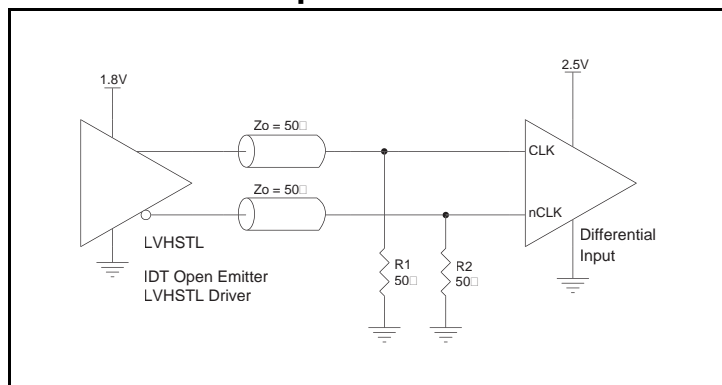 1.8V
2.5V
Zo = 50□
CLK
Zo = 50□
nCLK
LVHSTL
Differential
Input
IDT Open Emitter
LVHSTL Driver
R1
50□
R2
50□